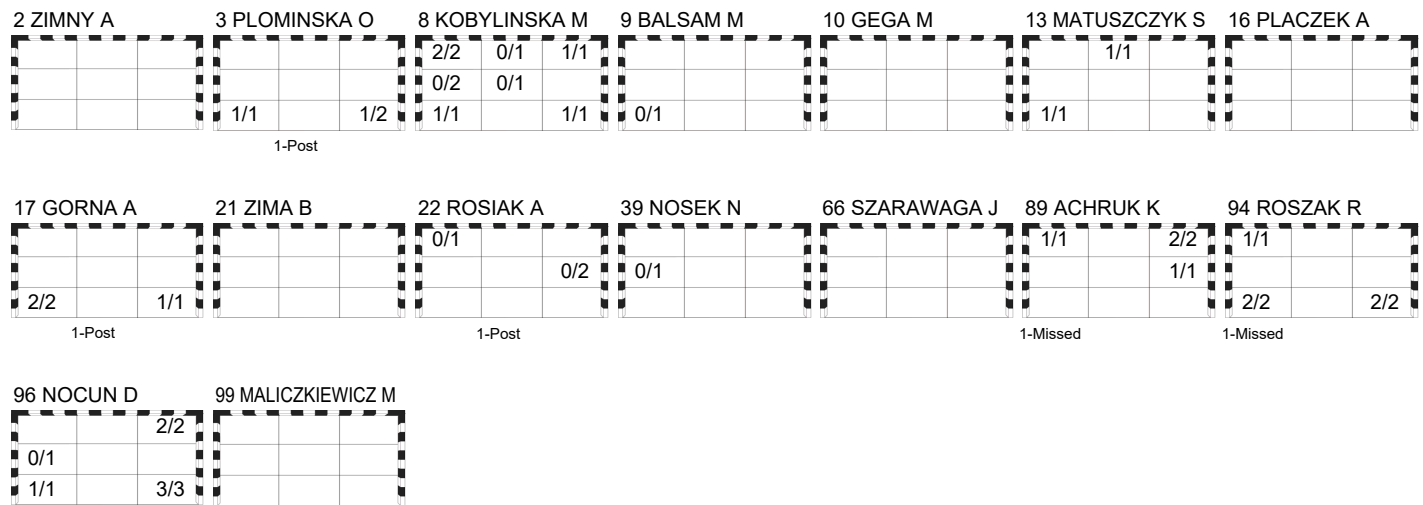 2 ZIMNY A 3 PLOMINSKA O 8 KOBYLINSKA M 9 BALSAM M 10 GEGA M 13 MATUSZCZYK S 16 PLACZEK A
2/2 0/1 1/1 1/1
0/2 0/1
1/1 1/2 1/1 1/1 0/1 1/1
1-Post
17 GORNA A 21 ZIMA B 22 ROSIAK A 39 NOSEK N 66 SZARAWAGA J 89 ACHRUK K 94 ROSZAK R
0/1 1/1 2/2 1/1
0/2 0/1 1/1
2/2 1/1 2/2 2/2
1-Post 1-Post 1-Missed 1-Missed
96 NOCUN D 99 MALICZKIEWICZ M
2/2
0/1
1/1 3/3